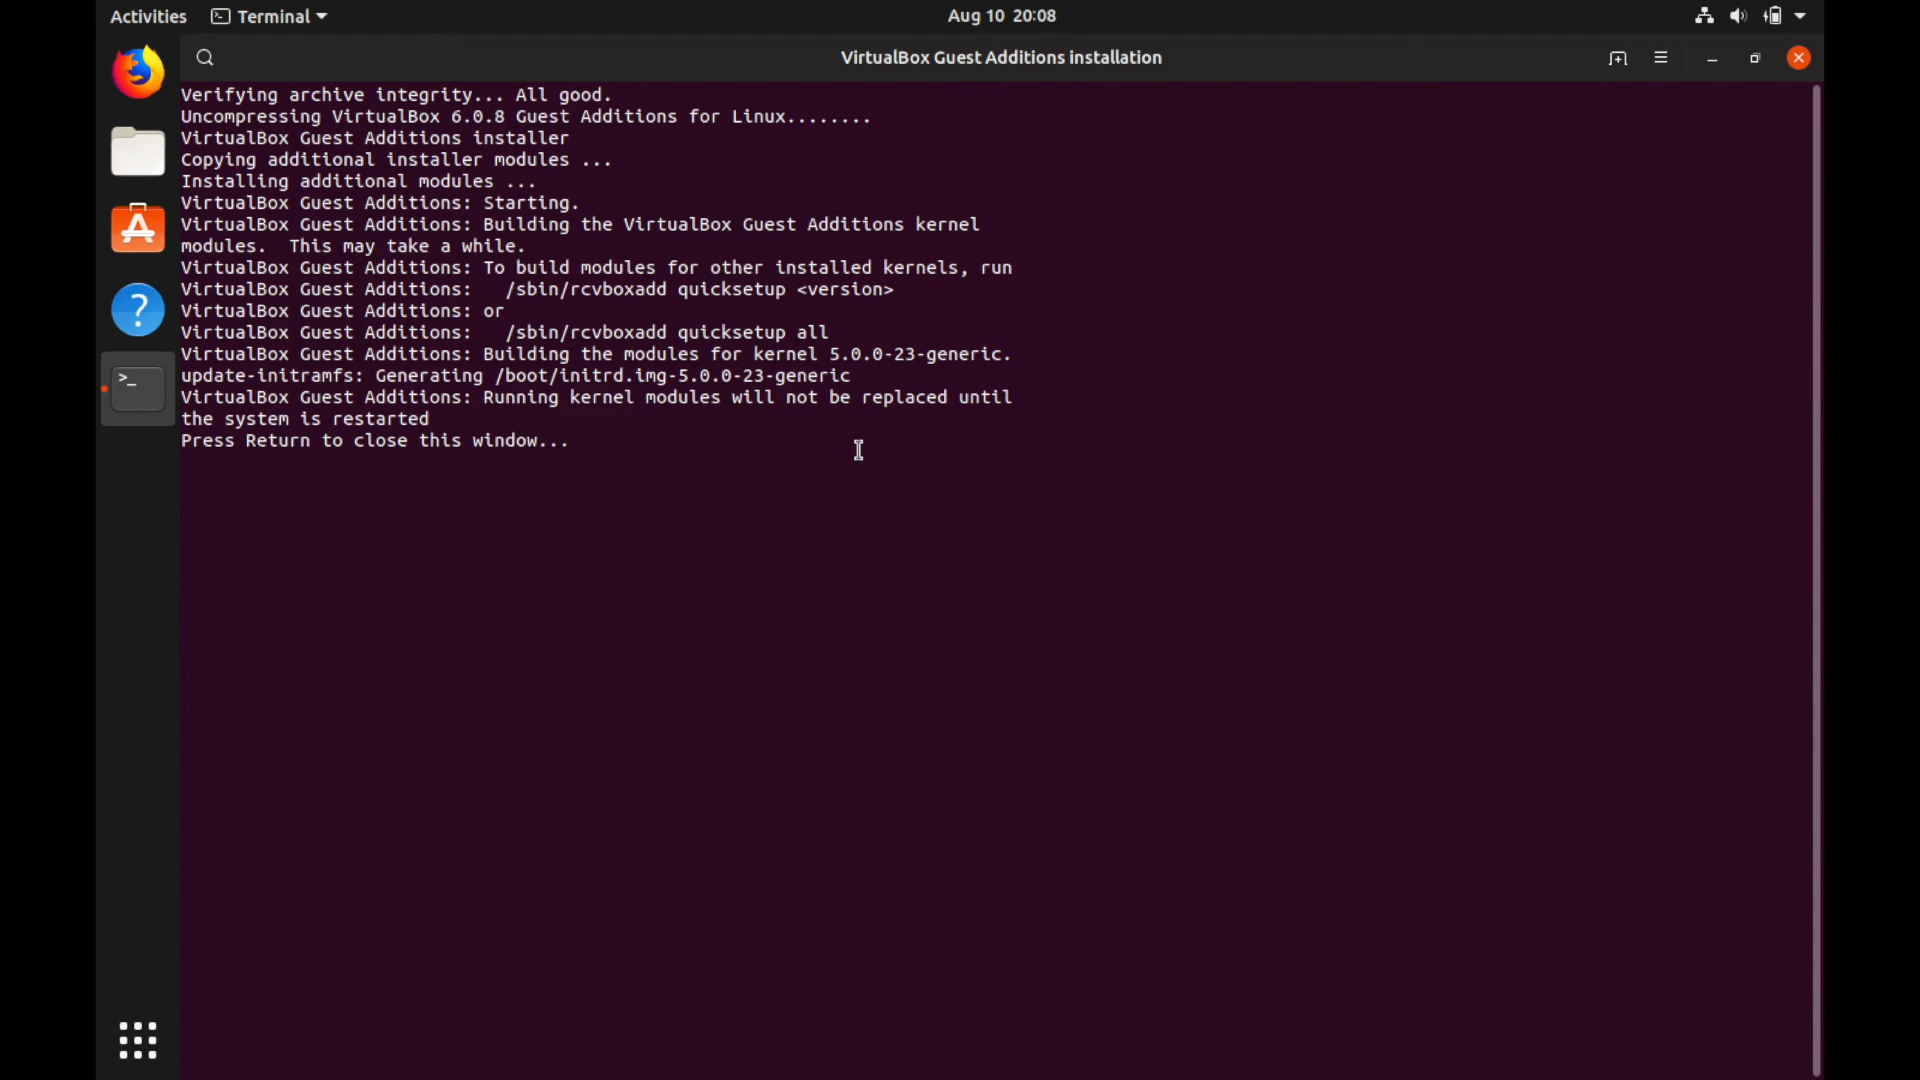 Activities Terminal Aug 10 20:08
VirtualBox Guest Additions installation
Verifying archive integrity... All good.
Uncompressing VirtualBox 6.0.8 Guest Additions for Linux........
VirtualBox Guest Additions installer
Copying additional installer modules ...
Installing additional modules ...
VirtualBox Guest Additions: Starting.
VirtualBox Guest Additions: Building the VirtualBox Guest Additions kernel
modules.  This may take a while.
VirtualBox Guest Additions: To build modules for other installed kernels, run
VirtualBox Guest Additions:   /sbin/rcvboxadd quicksetup <version>
VirtualBox Guest Additions: or
VirtualBox Guest Additions:   /sbin/rcvboxadd quicksetup all
VirtualBox Guest Additions: Building the modules for kernel 5.0.0-23-generic.
update-initramfs: Generating /boot/initrd.img-5.0.0-23-generic
VirtualBox Guest Additions: Running kernel modules will not be replaced until
the system is restarted
Press Return to close this window...